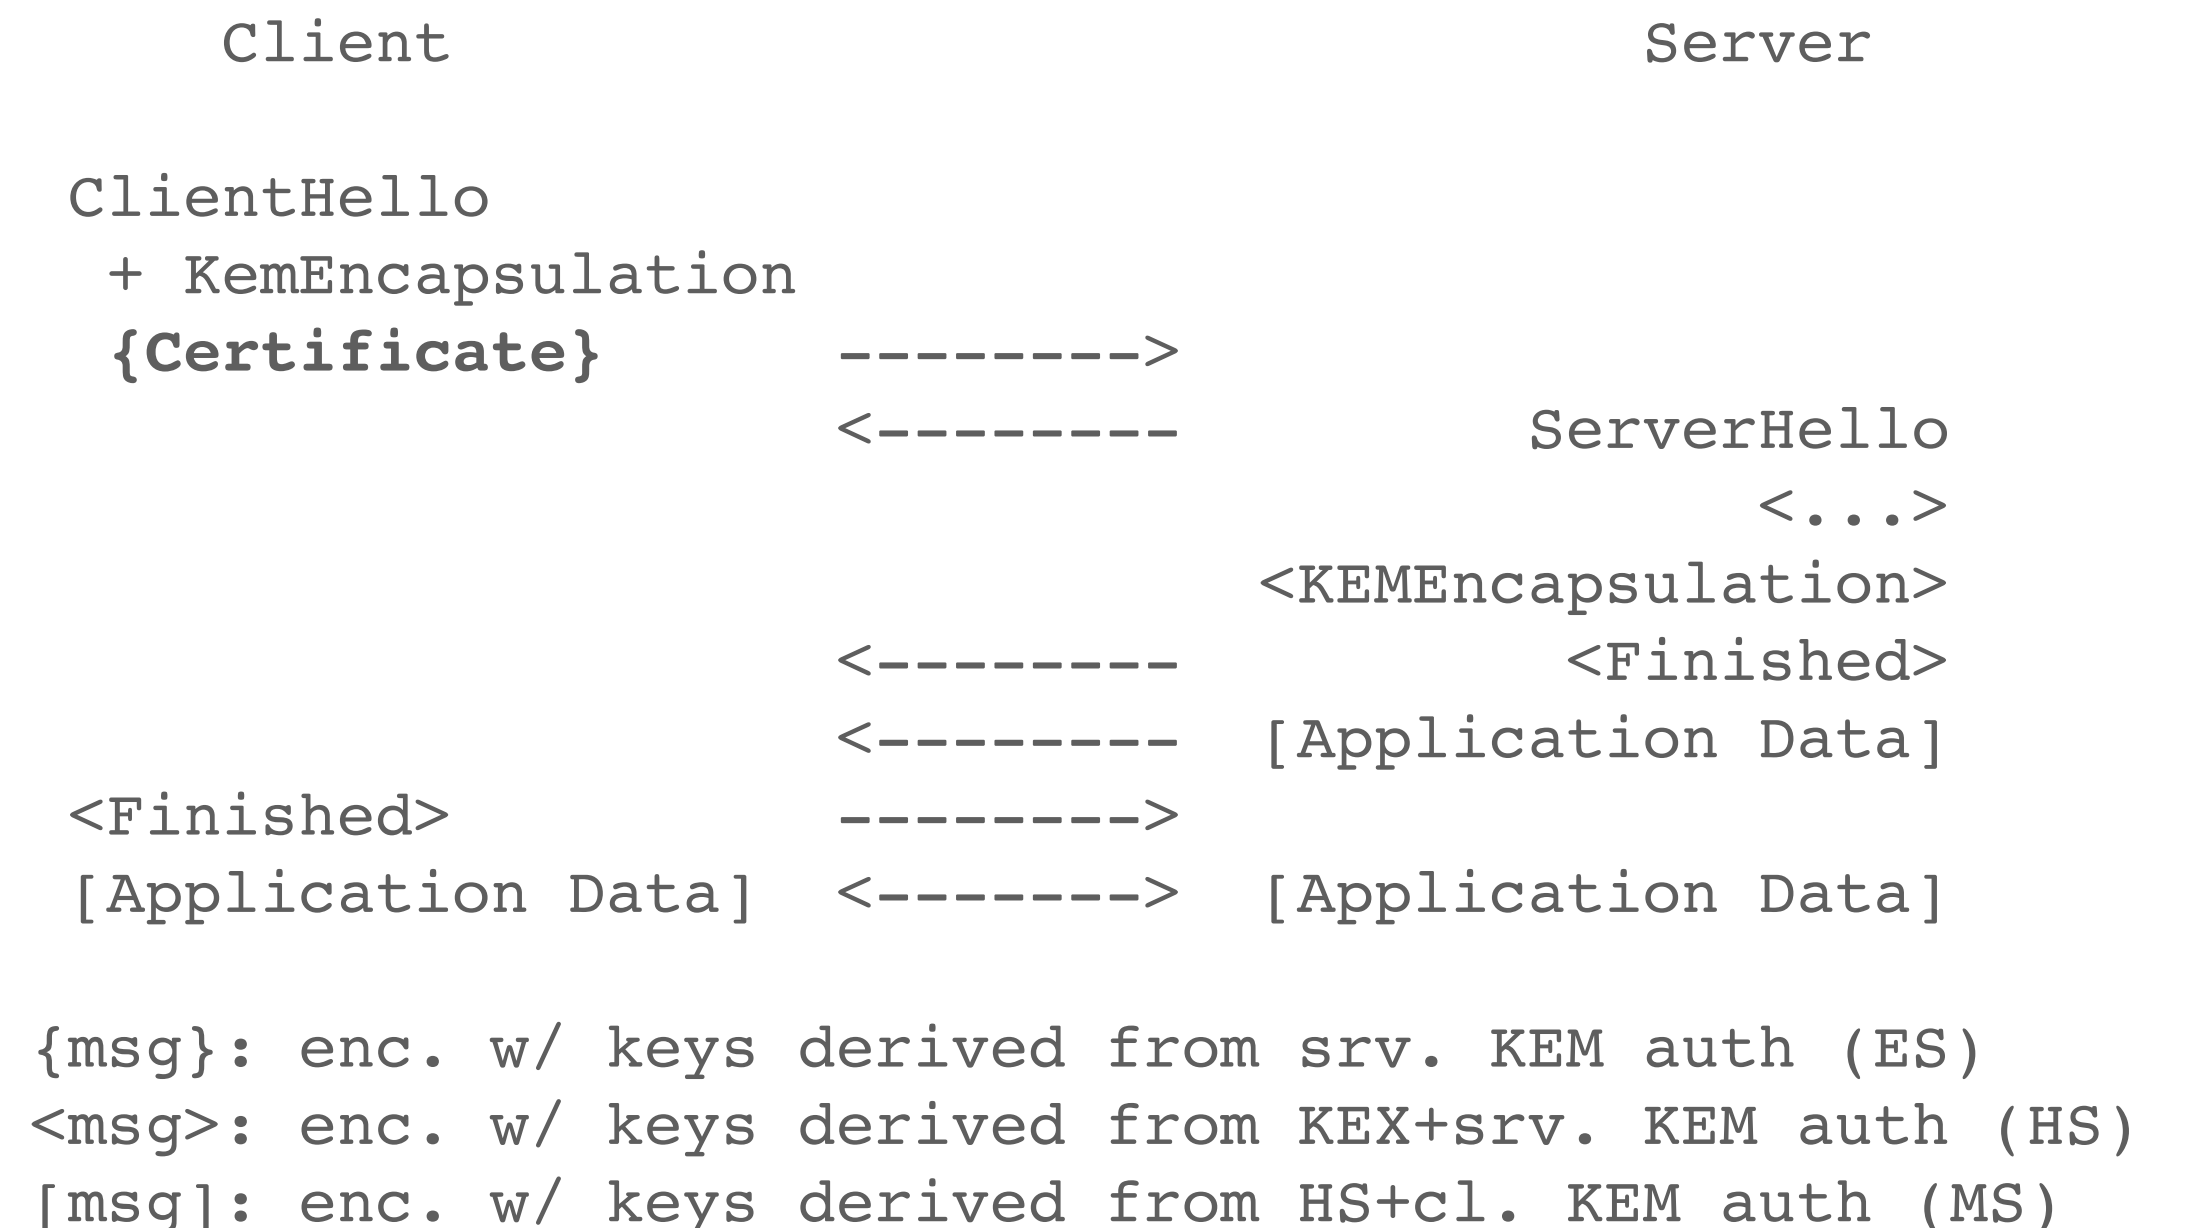 Client Server
ClientHello
+ KemEncapsulation
{Certificate} -------->
<-------- ServerHello
<...>
<KEMEncapsulation>
<-------- <Finished>
<-------- [Application Data]
<Finished> -------->
[Application Data] <-------> [Application Data]
{msg}: enc. w/ keys derived from srv. KEM auth (ES)
<msg>: enc. w/ keys derived from KEX+srv. KEM auth (HS)
[msg]: enc. w/ keys derived from HS+cl. KEM auth (MS)